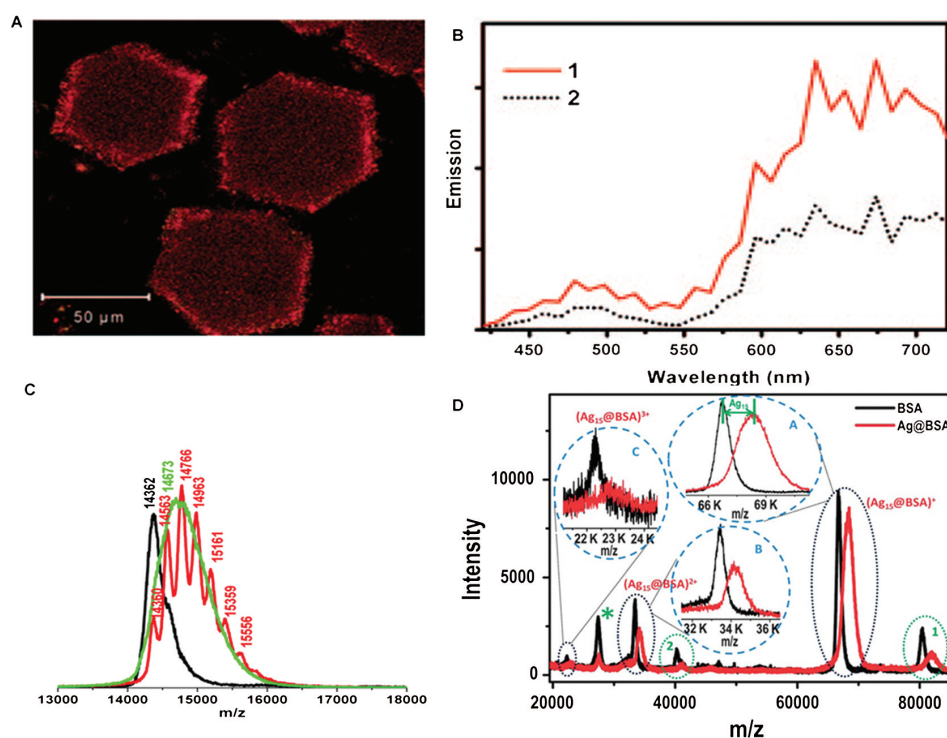 A
50 μm
B
1
2
Emission
450 500 550 600 650 700
Wavelength (nm)
C
14362
14360
14563
14673
14766
14963
15161
15359
15556
13000 14000 15000 16000 17000 18000
m/z
D
BSA
Ag@BSA
Intensity
10000
5000
0
(Ag₁₅@BSA)³⁺
C
22 K 23 K 24 K
m/z
Ag₁₅
A
66 K 69 K
m/z
(Ag₁₅@BSA)⁺
B
32 K 34 K 36 K
m/z
(Ag₁₅@BSA)²⁺
*
2
1
20000 40000 60000 80000
m/z